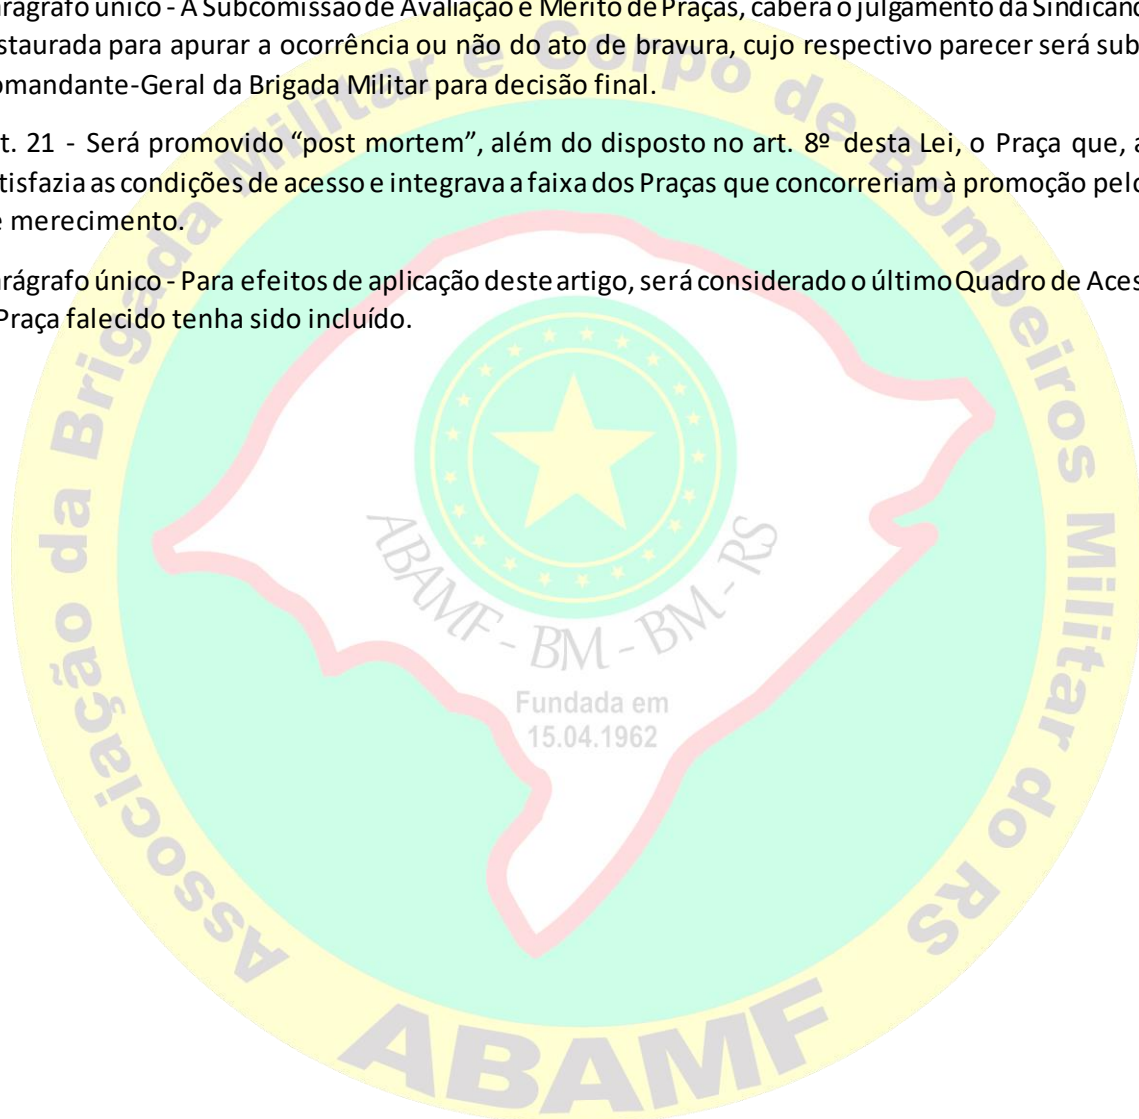 arágrafo único - A Subcomissão de Avaliação e Mérito de Praças, caberá o julgamento da Sindicânc
staurada para apurar a ocorrência ou não do ato de bravura, cujo respectivo parecer será sub
omandante-Geral da Brigada Militar para decisão final.
t. 21 - Será promovido “post mortem”, além do disposto no art. 8º desta Lei, o Praça que, a
tisfazia as condições de acesso e integrava a faixa dos Praças que concorreriam à promoção pelo
e merecimento.
arágrafo único - Para efeitos de aplicação deste artigo, será considerado o último Quadro de Aces
Praça falecido tenha sido incluído.
Associação da Brigada Militar e Corpo de Bombeiros Militar do RS
ABAMF - BM - BM - RS
Fundada em
15.04.1962
ABAMF